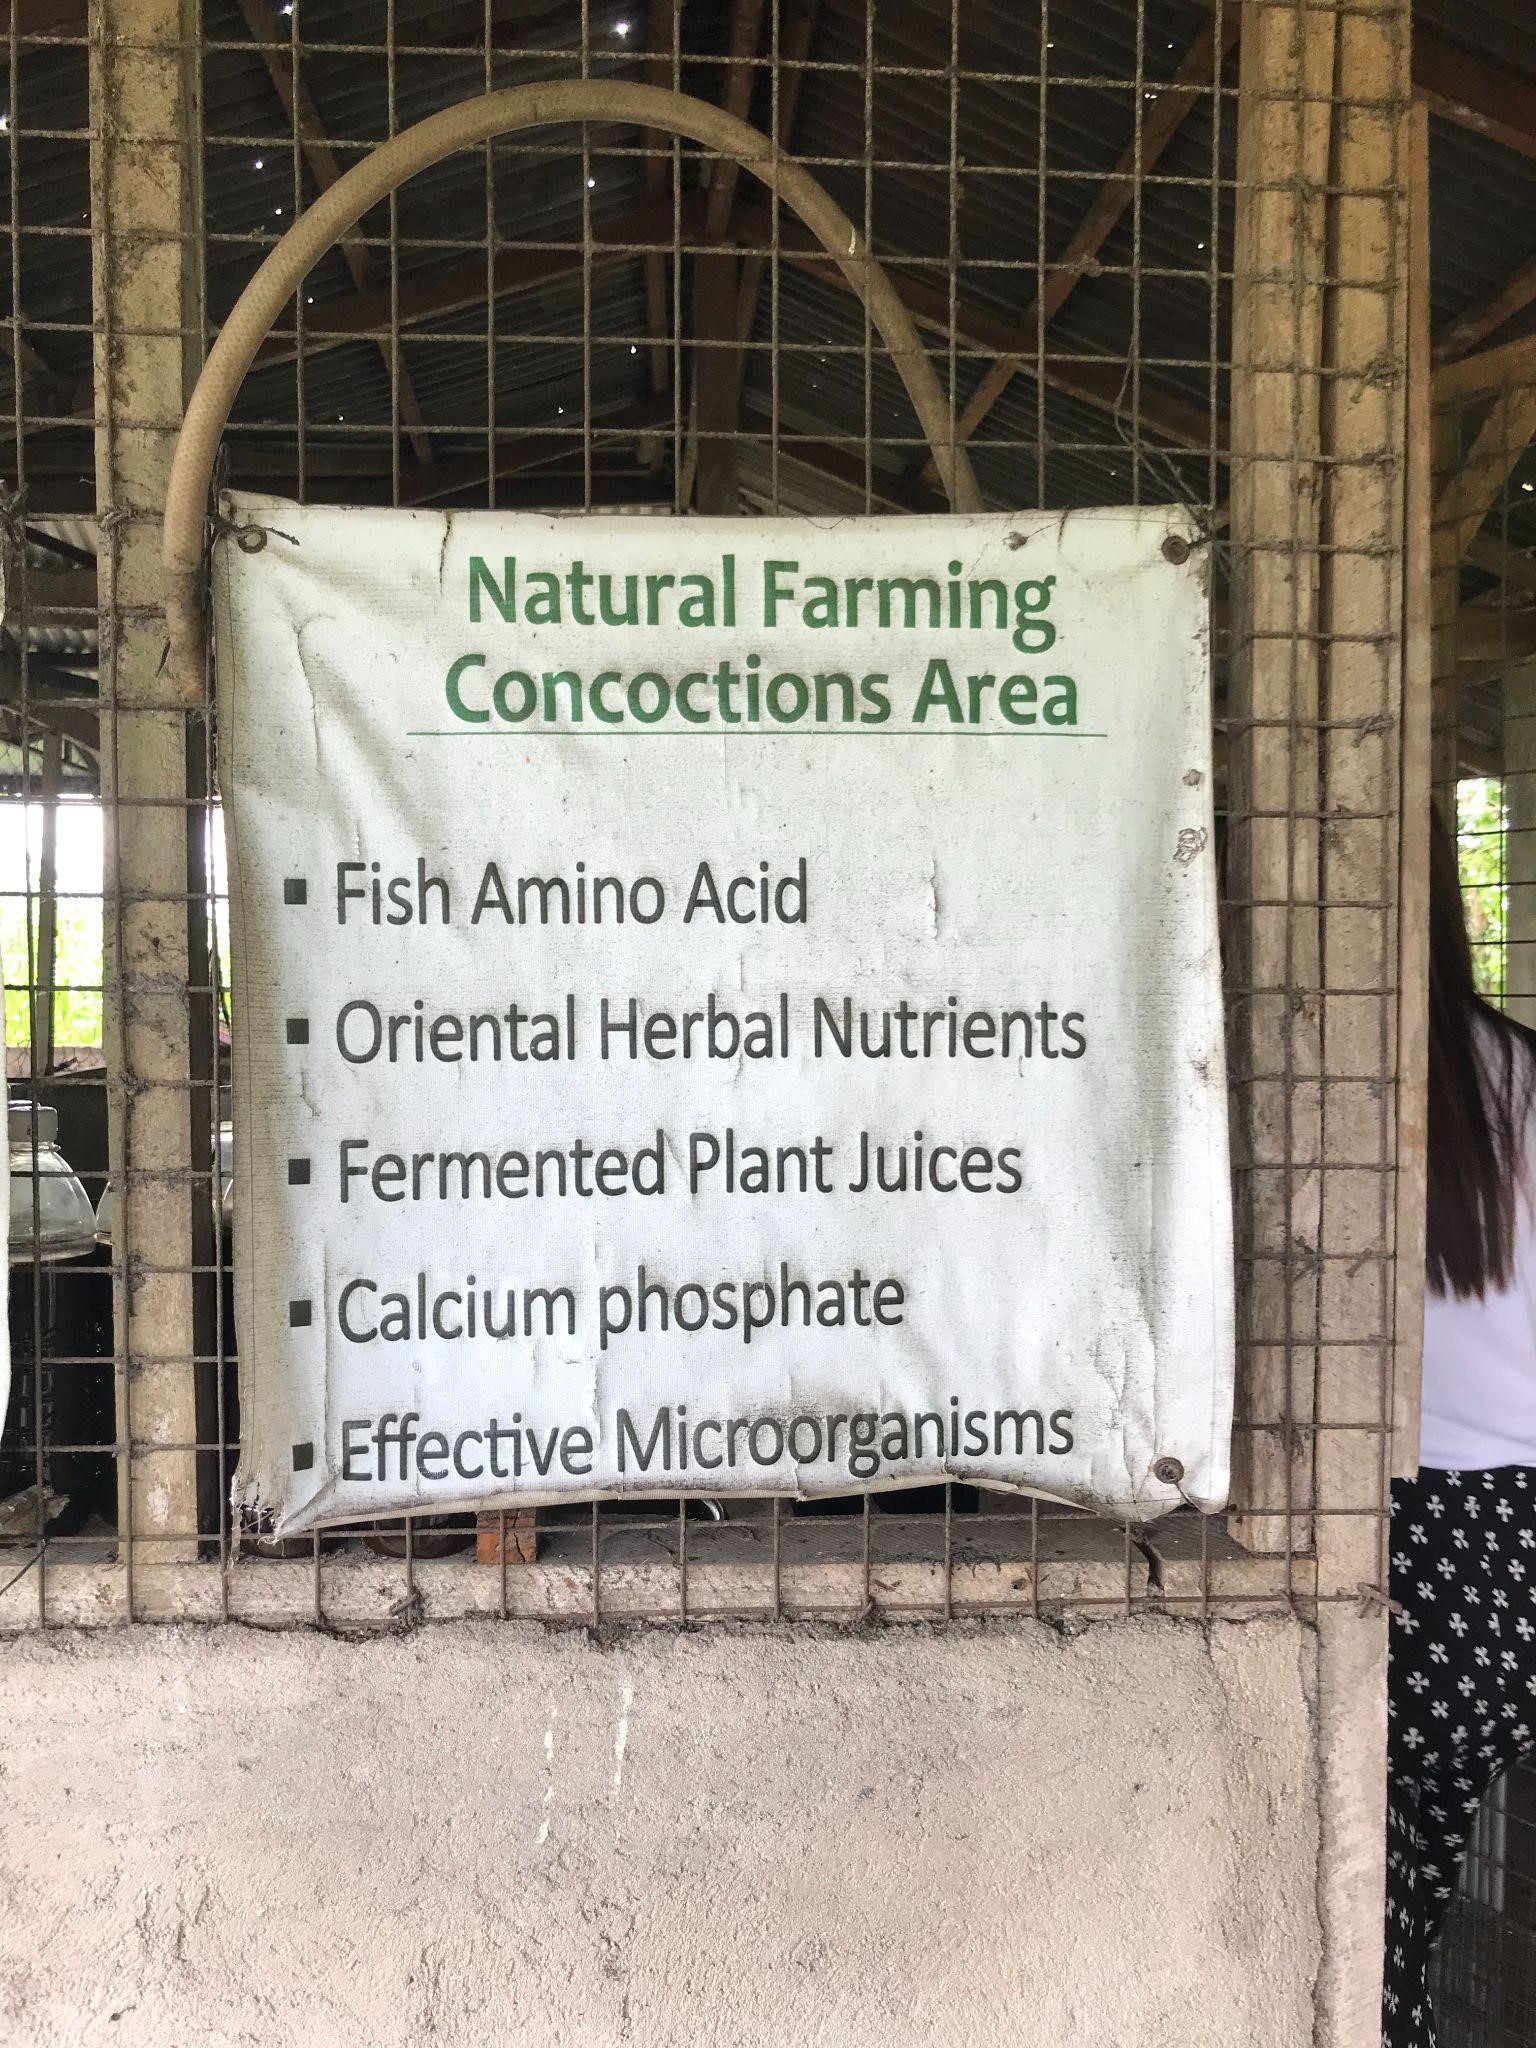 Natural Farming
Concoctions Area
▪ Fish Amino Acid
▪ Oriental Herbal Nutrients
▪ Fermented Plant Juices
▪ Calcium phosphate
▪ Effective Microorganisms